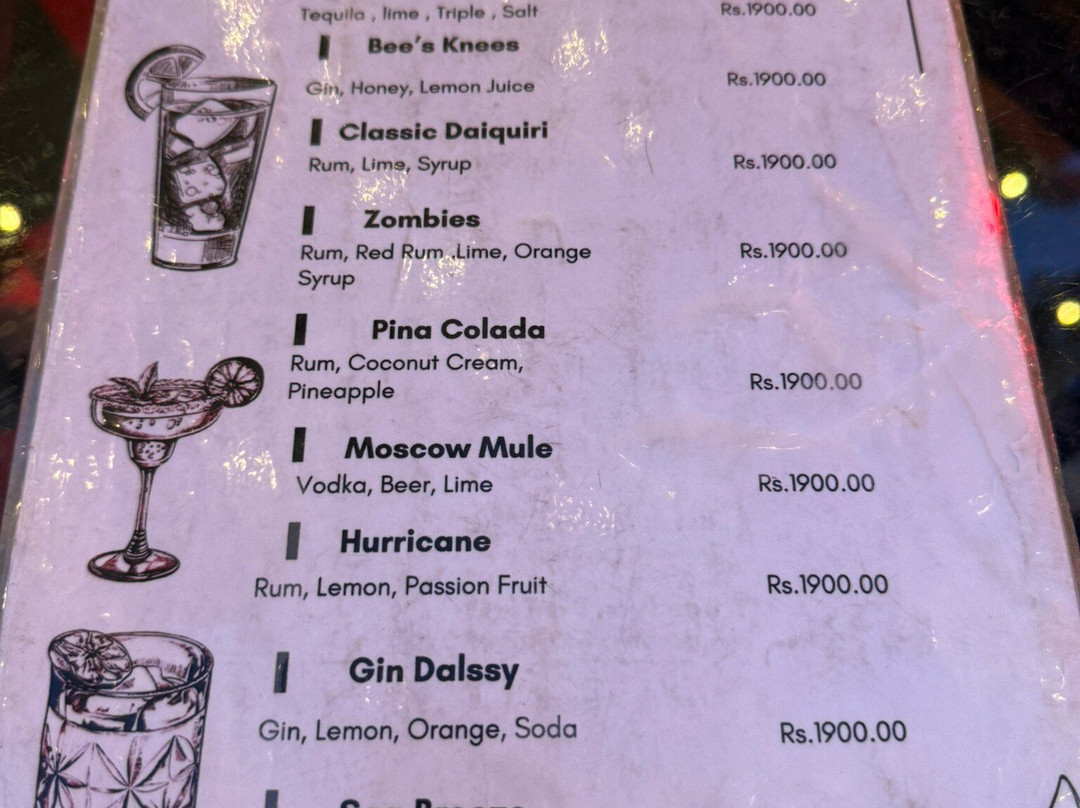 Tequila , lime , Triple , Salt Rs.1900.00
Bee's Knees
Gin, Honey, Lemon Juice Rs.1900.00
Classic Daiquiri
Rum, Lime, Syrup Rs.1900.00
Zombies
Rum, Red Rum ,Lime, Orange Rs.1900.00
Syrup
Pina Colada
Rum, Coconut Cream,
Pineapple Rs.1900.00
Moscow Mule
Vodka, Beer, Lime Rs.1900.00
Hurricane
Rum, Lemon, Passion Fruit Rs.1900.00
Gin Dalssy
Gin, Lemon, Orange, Soda Rs.1900.00